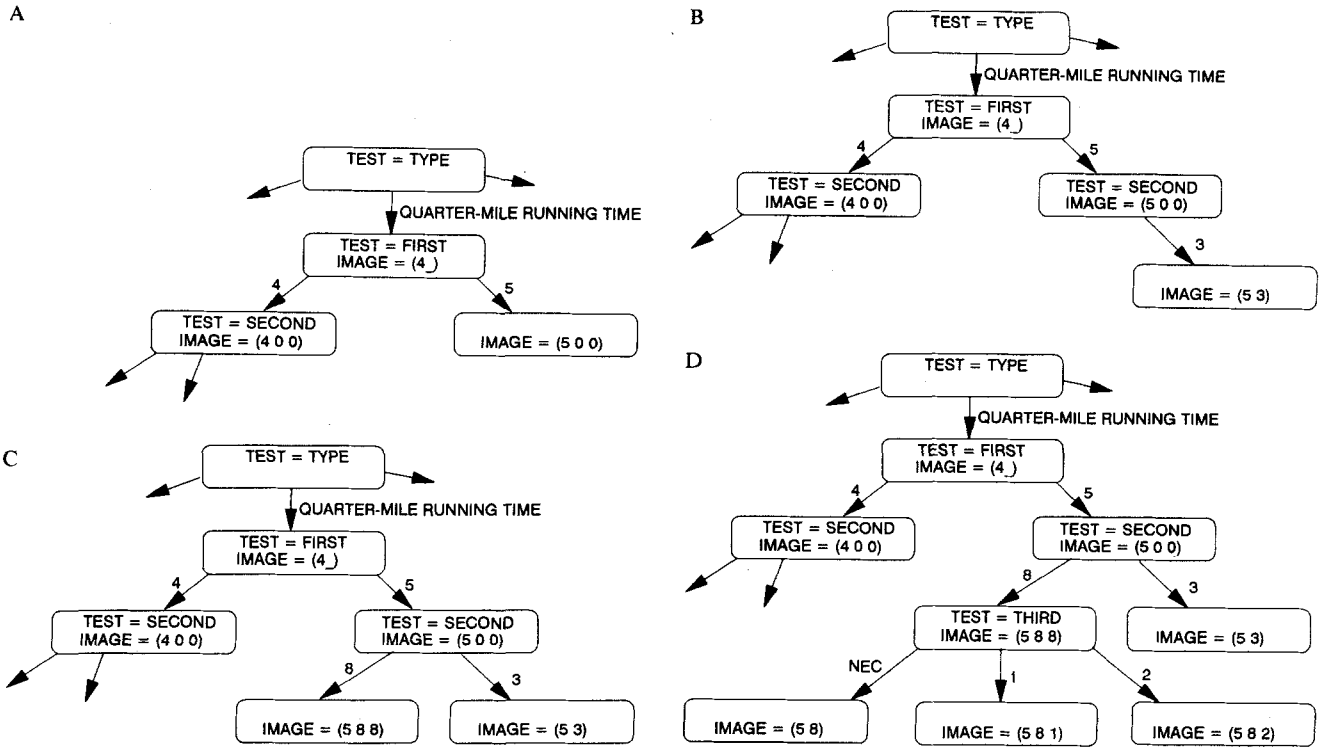 A
TEST = TYPE
QUARTER-MILE RUNNING TIME
TEST = FIRST
IMAGE = (4_)
4
5
TEST = SECOND
IMAGE = (4 0 0)
IMAGE = (5 0 0)
B
TEST = TYPE
QUARTER-MILE RUNNING TIME
TEST = FIRST
IMAGE = (4_)
4
5
TEST = SECOND
IMAGE = (4 0 0)
TEST = SECOND
IMAGE = (5 0 0)
3
IMAGE = (5 3)
C
TEST = TYPE
QUARTER-MILE RUNNING TIME
TEST = FIRST
IMAGE = (4_)
4
5
TEST = SECOND
IMAGE = (4 0 0)
TEST = SECOND
IMAGE = (5 0 0)
8
3
IMAGE = (5 8 8)
IMAGE = (5 3)
D
TEST = TYPE
QUARTER-MILE RUNNING TIME
TEST = FIRST
IMAGE = (4_)
4
5
TEST = SECOND
IMAGE = (4 0 0)
TEST = SECOND
IMAGE = (5 0 0)
8
3
TEST = THIRD
IMAGE = (5 8 8)
IMAGE = (5 3)
NEC
1
2
IMAGE = (5 8)
IMAGE = (5 8 1)
IMAGE = (5 8 2)